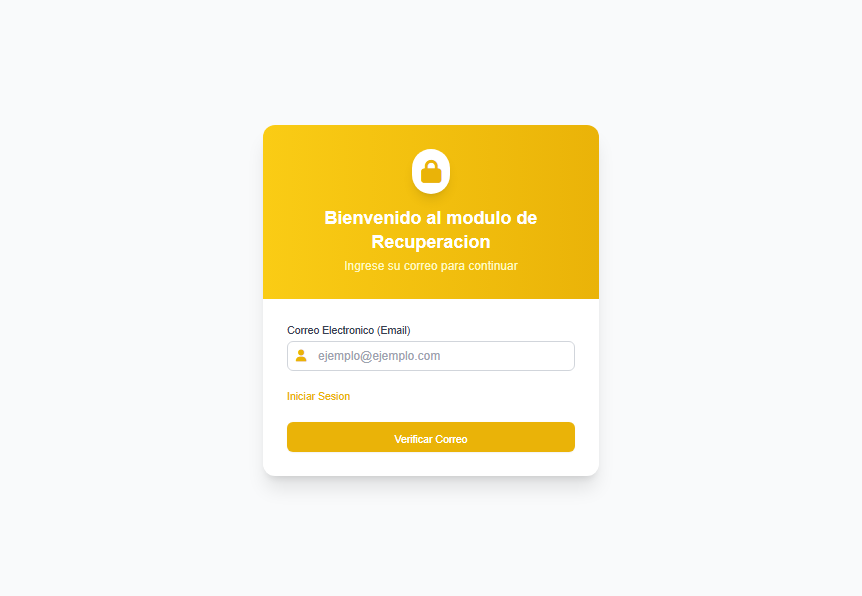 Bienvenido al modulo de
Recuperacion
Ingrese su correo para continuar
Correo Electronico (Email)
ejemplo@ejemplo.com
Iniciar Sesion
Verificar Correo